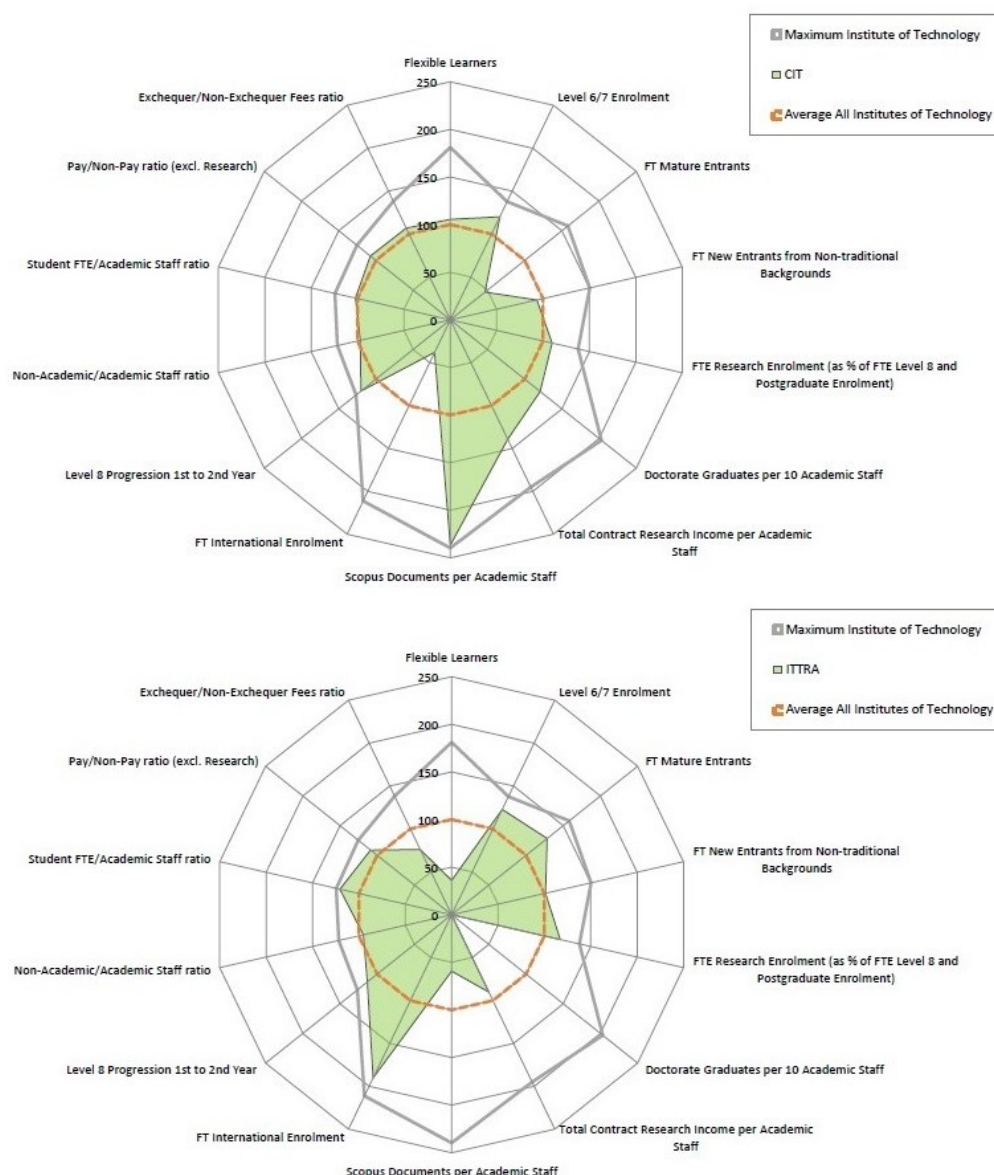 Maximum Institute of Technology
CIT
Average All Institutes of Technology
Flexible Learners
Level 6/7 Enrolment
FT Mature Entrants
FT New Entrants from Non-traditional
Backgrounds
FTE Research Enrolment (as % of FTE Level 8 and
Postgraduate Enrolment)
Doctorate Graduates per 10 Academic Staff
Total Contract Research Income per Academic
Staff
Scopus Documents per Academic Staff
FT International Enrolment
Level 8 Progression 1st to 2nd Year
Non-Academic/Academic Staff ratio
Student FTE/Academic Staff ratio
Pay/Non-Pay ratio (excl. Research)
Exchequer/Non-Exchequer Fees ratio
250
200
150
100
50
0
Maximum Institute of Technology
ITTRA
Average All Institutes of Technology
Flexible Learners
Level 6/7 Enrolment
FT Mature Entrants
FT New Entrants from Non-traditional
Backgrounds
FTE Research Enrolment (as % of FTE Level 8 and
Postgraduate Enrolment)
Doctorate Graduates per 10 Academic Staff
Total Contract Research Income per Academic
Staff
Scopus Documents per Academic Staff
FT International Enrolment
Level 8 Progression 1st to 2nd Year
Non-Academic/Academic Staff ratio
Student FTE/Academic Staff ratio
Pay/Non-Pay ratio (excl. Research)
Exchequer/Non-Exchequer Fees ratio
250
200
150
100
50
0